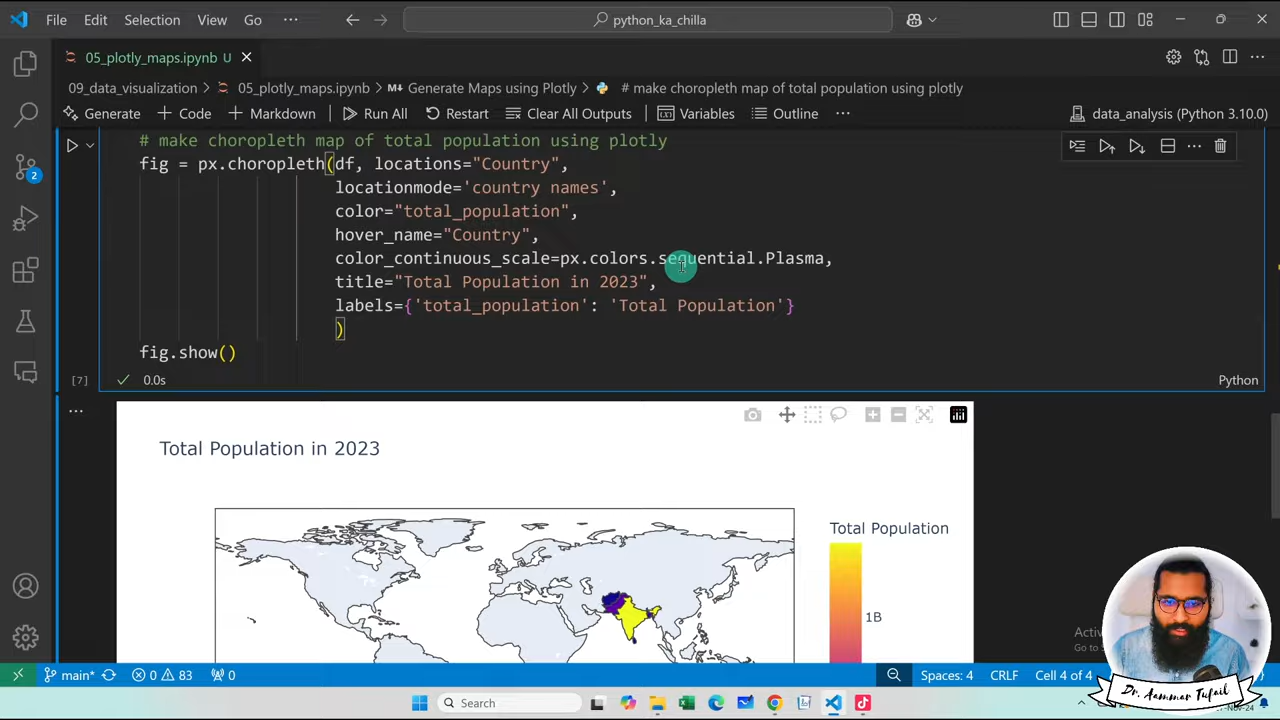 File Edit Selection View Go ··· python_ka_chilla
05_plotly_maps.ipynb U
09_data_visualization > 05_plotly_maps.ipynb > Generate Maps using Plotly > # make choropleth map of total population using plotly
Generate + Code + Markdown Run All Restart Clear All Outputs Variables Outline ··· data_analysis (Python 3.10.0)
# make choropleth map of total population using plotly
fig = px.choropleth(df, locations="Country",
locationmode='country names',
color="total_population",
hover_name="Country",
color_continuous_scale=px.colors.sequential.Plasma,
title="Total Population in 2023",
labels={'total_population': 'Total Population'}
)
fig.show()
[7] 0.0s Python
Total Population in 2023
Total Population
1B
2
main* 0 83 0 Spaces: 4 CRLF Cell 4 of 4
Search
Dr. Aammar Tufail